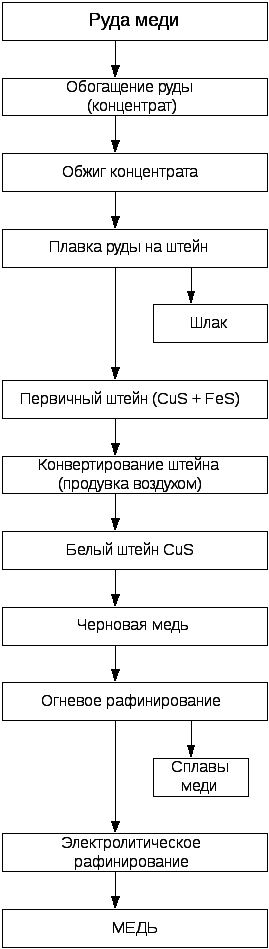 Руда меди
Обогащение руды
(концентрат)
Обжиг концентрата
Плавка руды на штейн
Шлак
Первичный штейн (CuS + FeS)
Конвертирование штейна
(продувка воздухом)
Белый штейн CuS
Черновая медь
Огневое рафинирование
Сплавы
меди
Электролитическое
рафинирование
МЕДЬ